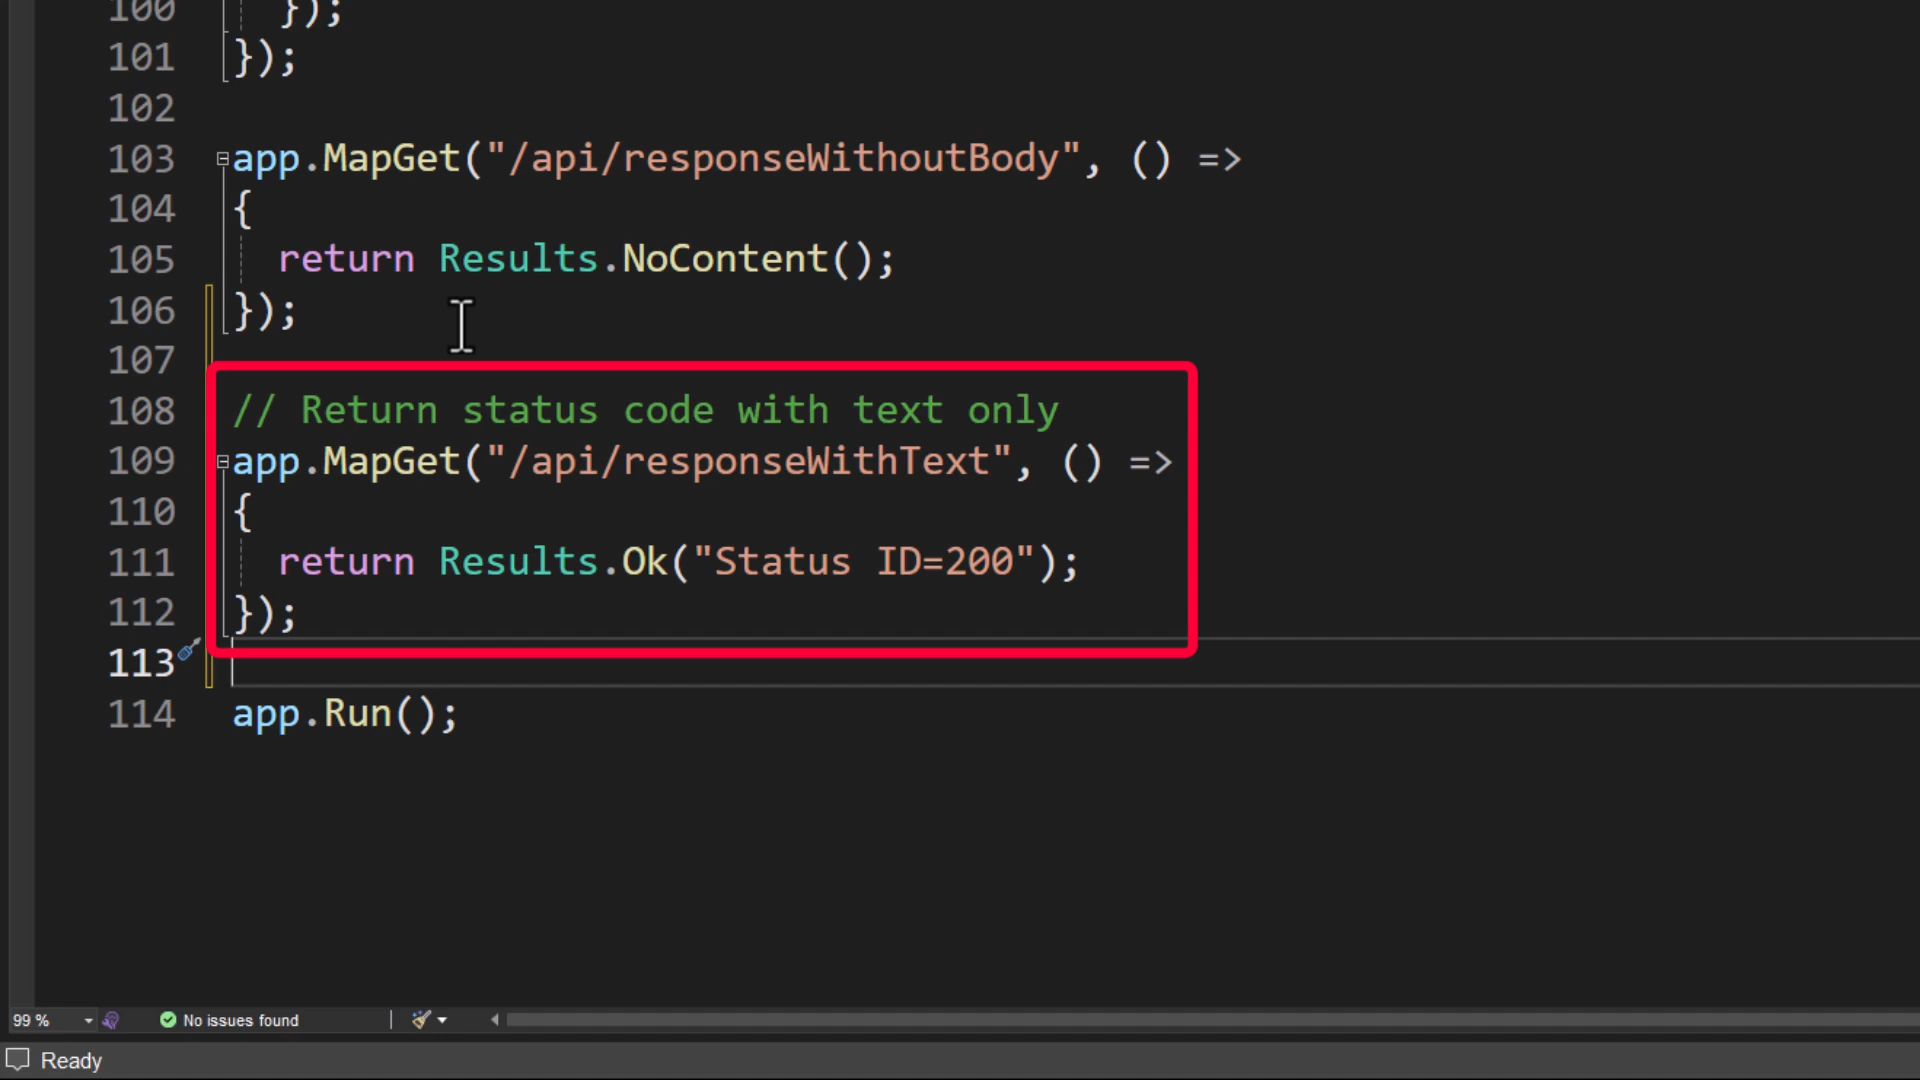 100 });
101 });
102
103 app.MapGet("/api/responseWithoutBody", () =>
104 {
105 return Results.NoContent();
106 });
107
108 // Return status code with text only
109 app.MapGet("/api/responseWithText", () =>
110 {
111 return Results.Ok("Status ID=200");
112 });
113
114 app.Run();
99 % No issues found
Ready